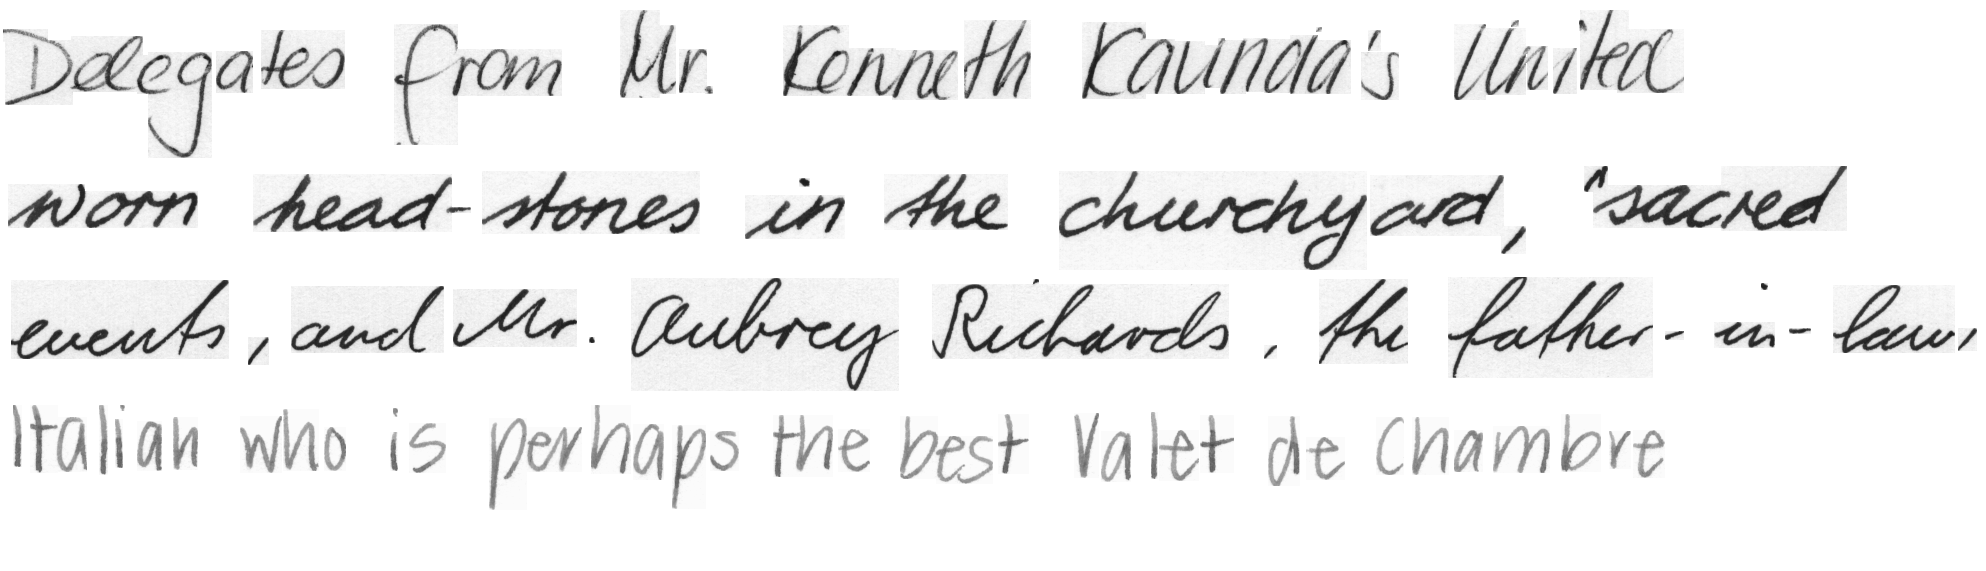 Delegates from Mr. Kenneth Kaunda's United
worn head-stones in the churchyard, "sacred
events, and Mr. Aubrey Richards, the father-in-law,
Italian who is perhaps the best Valet de Chambre